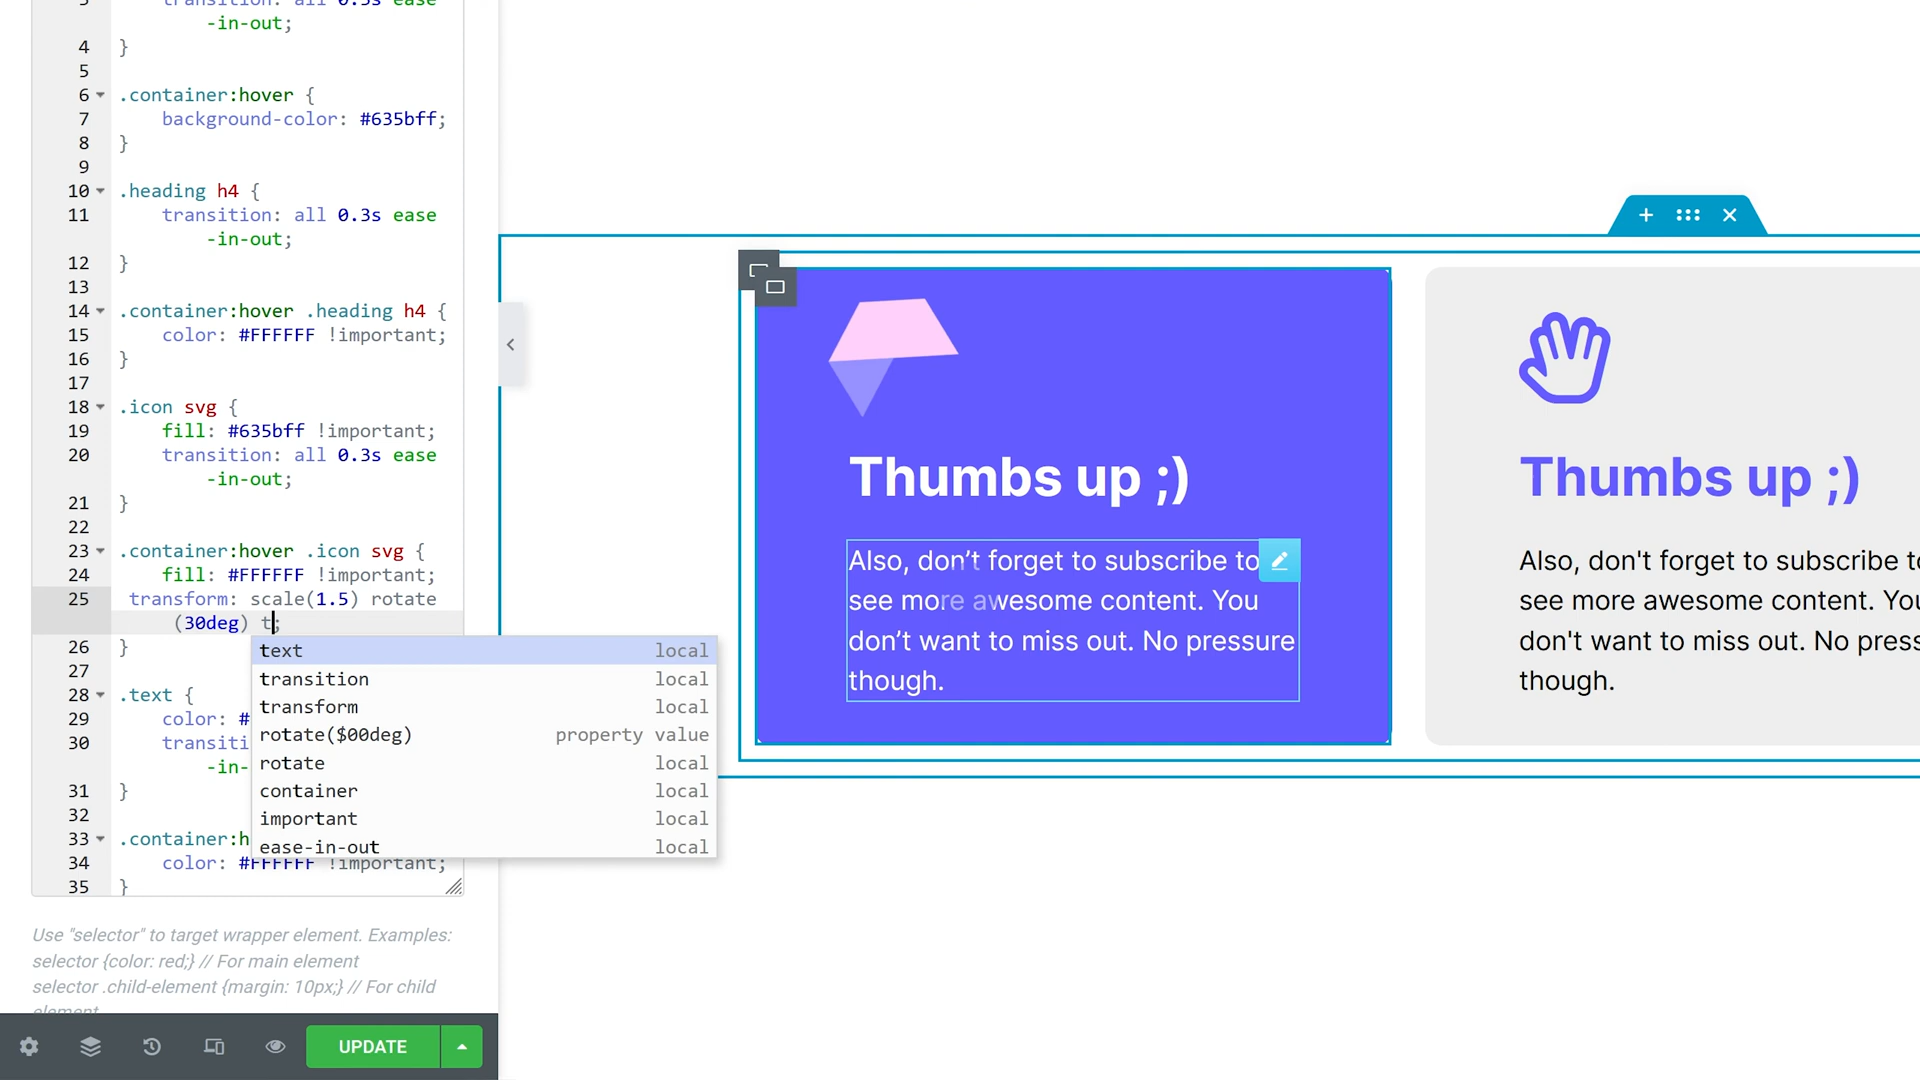 3 transition: all 0.3s ease
-in-out;
4 }
5
6 .container:hover {
7 background-color: #635bff;
8 }
9
10 .heading h4 {
11 transition: all 0.3s ease
-in-out;
12 }
13
14 .container:hover .heading h4 {
15 color: #FFFFFF !important;
16 }
17
18 .icon svg {
19 fill: #635bff !important;
20 transition: all 0.3s ease
-in-out;
21 }
22
23 .container:hover .icon svg {
24 fill: #FFFFFF !important;
25 transform: scale(1.5) rotate
(30deg) t;
26 }
27
28 .text {
29 color: #
30 transiti
-in-
31 }
32
33 .container:h
34 color: #FFFFFF !important;
35 }
text local
transition local
transform local
rotate($00deg) property value
rotate local
container local
important local
ease-in-out local
Use "selector" to target wrapper element. Examples:
selector {color: red;} // For main element
selector .child-element {margin: 10px;} // For child
element
UPDATE
Thumbs up ;)
Also, don’t forget to subscribe to
see more awesome content. You
don’t want to miss out. No pressure
though.
Thumbs up ;)
Also, don't forget to subscribe to
see more awesome content. You
don't want to miss out. No press
though.